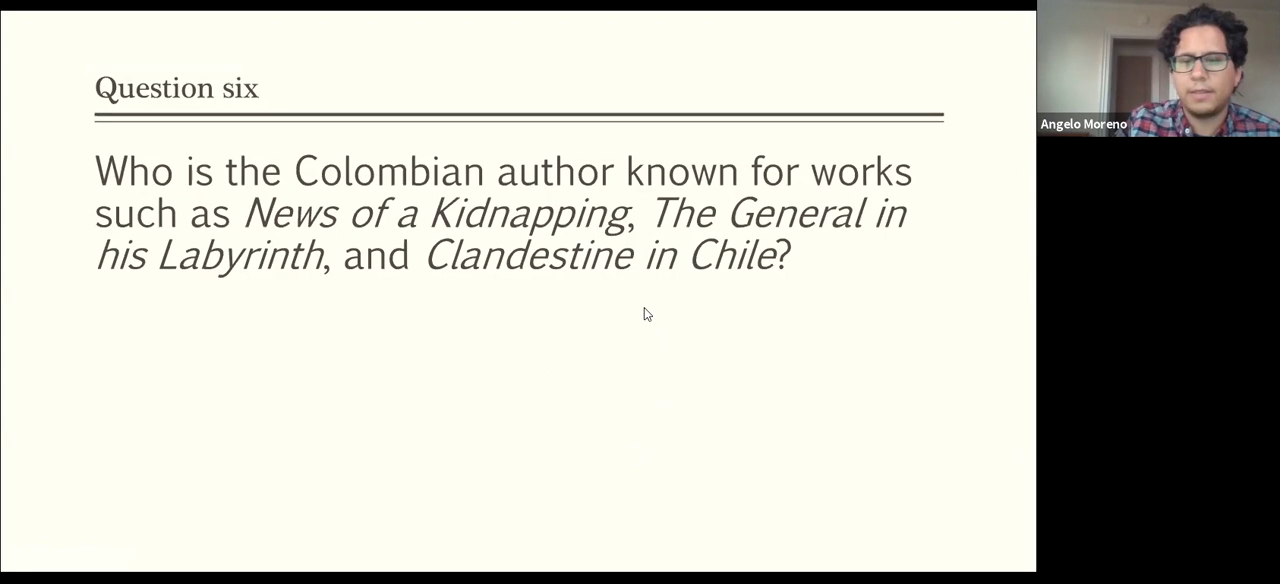 Question six
Who is the Colombian author known for works
such as News of a Kidnapping, The General in
his Labyrinth, and Clandestine in Chile?
Angelo Moreno